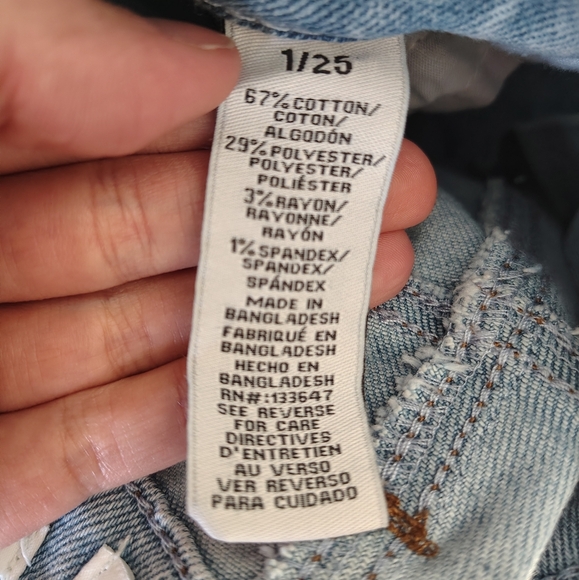 1/25
67%COTTON/
COTON/
ALGODÓN
29%POLYESTER/
POLYESTER/
POLIÉSTER
3%RAYON/
RAYONNE/
RAYÓN
1%SPANDEX/
SPANDEX/
SPÁNDEX
MADE IN
BANGLADESH
FABRIQUÉ EN
BANGLADESH
HECHO EN
BANGLADESH
RN#:133647
SEE REVERSE
FOR CARE
DIRECTIVES
D'ENTRETIEN
AU VERSO
VER REVERSO
PARA CUIDADO